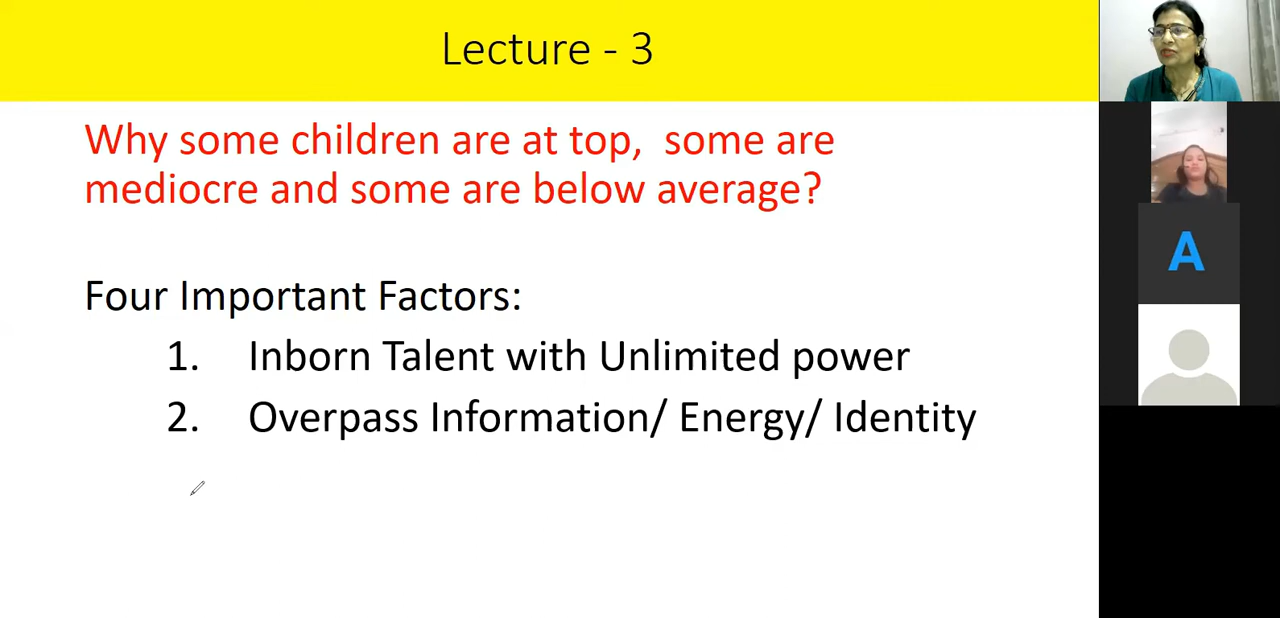 Lecture - 3
Why some children are at top,  some are
mediocre and some are below average?
Four Important Factors:
1. Inborn Talent with Unlimited power
2. Overpass Information/ Energy/ Identity
A